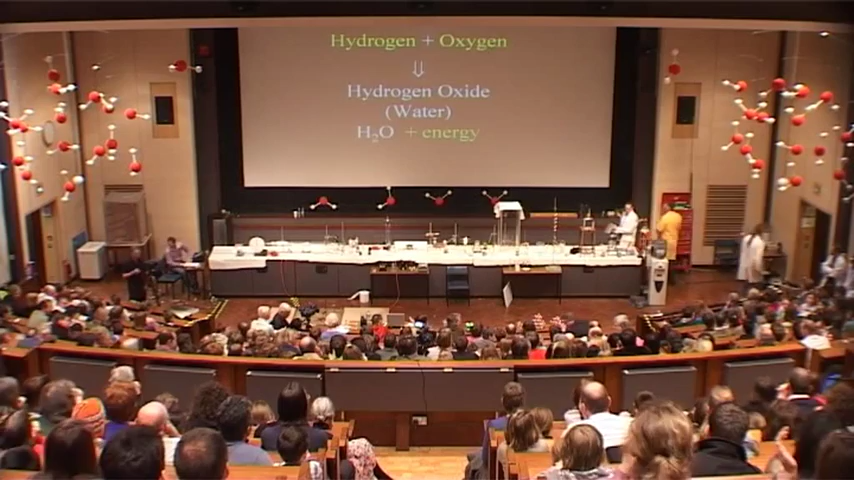 Hydrogen + Oxygen
⇓
Hydrogen Oxide
(Water)
H₂O + energy